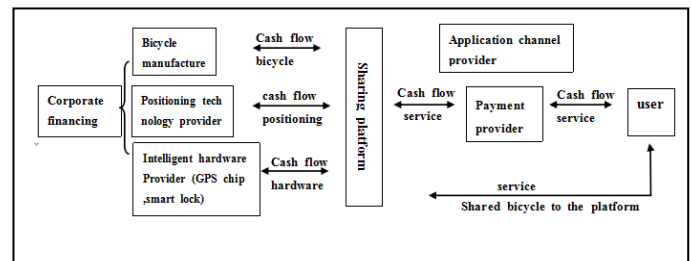 Corporate
financing
Bicycle
manufacture
Positioning tech
nology provider
Intelligent hardware
Provider (GPS chip
,smart lock)
Cash flow
bicycle
cash flow
positioning
Cash flow
hardware
Sharing platform
Application channel
provider
Cash flow
service
Payment
provider
Cash flow
service
user
service
Shared bicycle to the platform